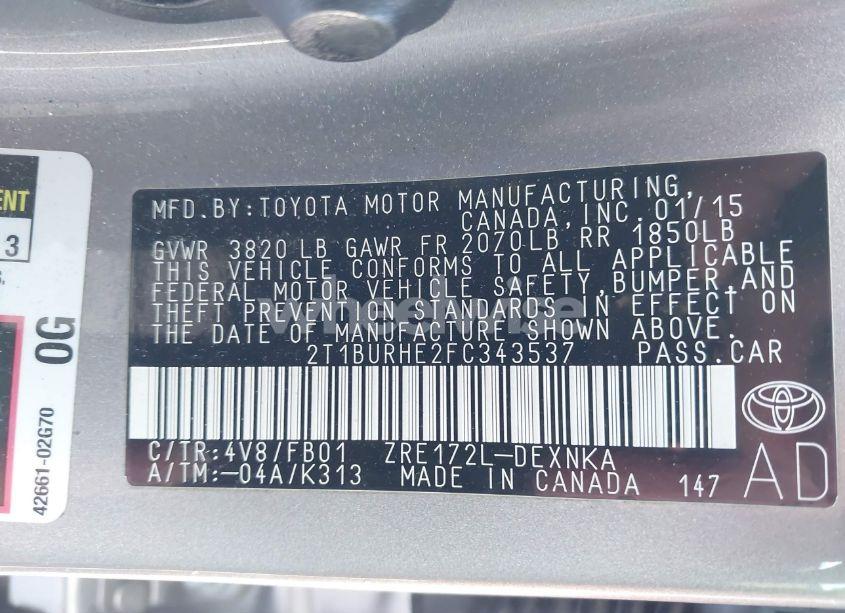 MFD.BY:TOYOTA MOTOR MANUFACTURING,
CANADA,INC. 01/15
GVWR 3820 LB GAWR FR 2070LB RR 1850LB
THIS VEHICLE CONFORMS TO ALL APPLICABLE
FEDERAL MOTOR VEHICLE SAFETY,BUMPER,AND
THEFT PREVENTION STANDARDS IN EFFECT ON
THE DATE OF MANUFACTURE SHOWN ABOVE.
2T1BURHE2FC343537 PASS.CAR
C/TR:4V8/FB01 ZRE172L-DEXNKA
A/TM:-04A/K313 MADE IN CANADA 147
AD
3
0G
42661-02G70